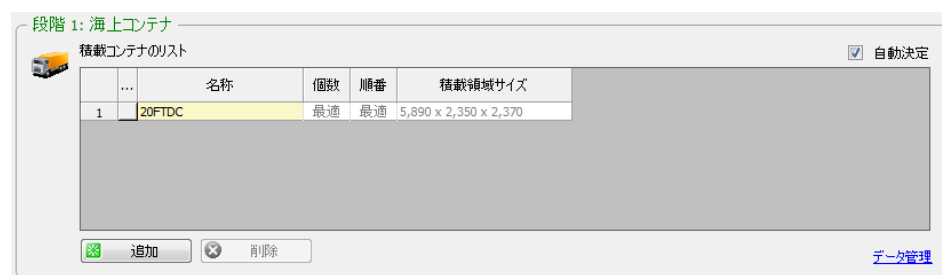 段階 1: 海上コンテナ
積載コンテナのリスト
自動決定
... 名称 個数 順番 積載領域サイズ
1 20FTDC 最適 最適 5,890 x 2,350 x 2,370
追加 削除
データ管理